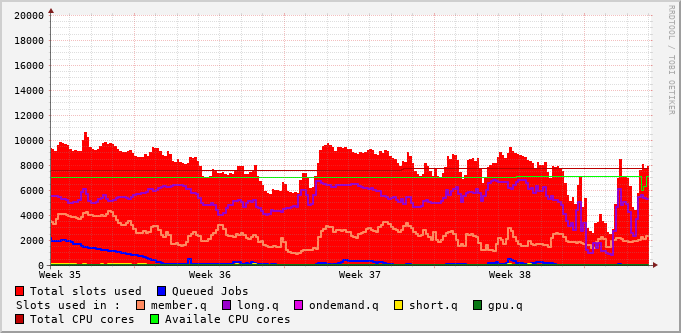 20000
18000
16000
14000
12000
10000
8000
6000
4000
2000
0
Week 35 Week 36 Week 37 Week 38
Total slots used Queued Jobs
Slots used in : member.q long.q ondemand.q short.q gpu.q
Total CPU cores Availale CPU cores
RRDTOOL / TOBI OETIKER